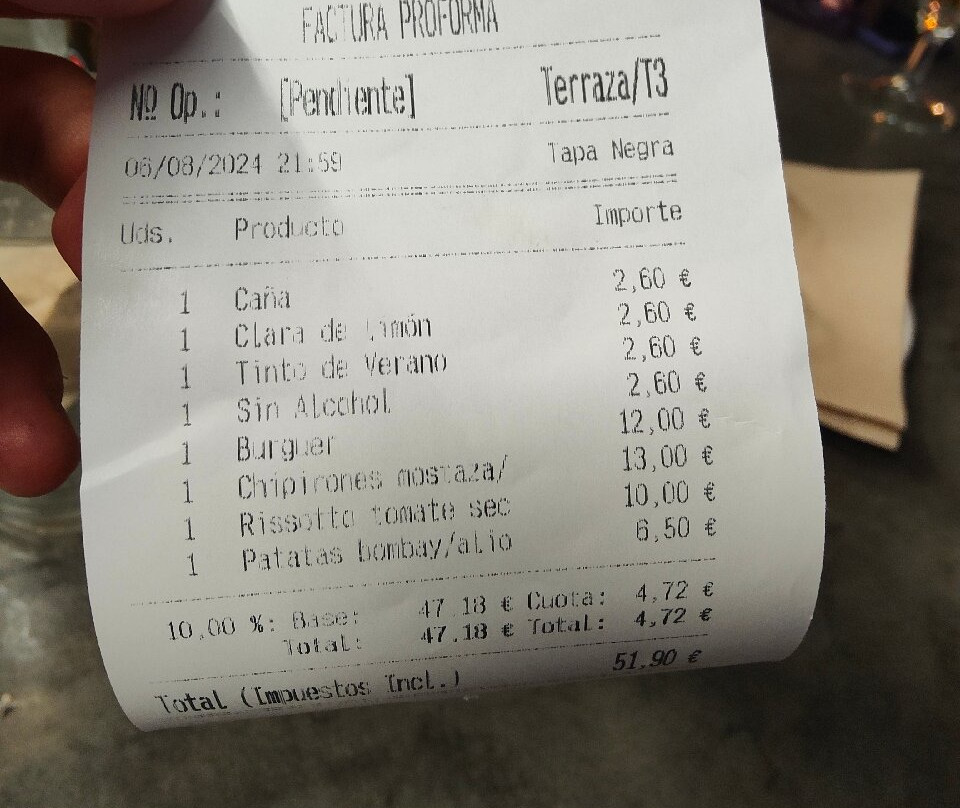 FACTURA PROFORMA
Nº Op.: [Pendiente] Terraza/T3
06/08/2024 21:59 Tapa Negra
Uds. Producto Importe
1 Caña 2,60 €
1 Clara de Limón 2,60 €
1 Tinto de Verano 2,60 €
1 Sin Alcohol 2,60 €
1 Burguer 12,00 €
1 Chipirones mostaza/ 13,00 €
1 Rissotto tomate sec 10,00 €
1 Patatas bombay/alio 6,50 €
10,00 %: Base: 47,18 € Cuota: 4,72 €
Total: 47,18 € Total: 4,72 €
Total (Impuestos Incl.) 51,90 €